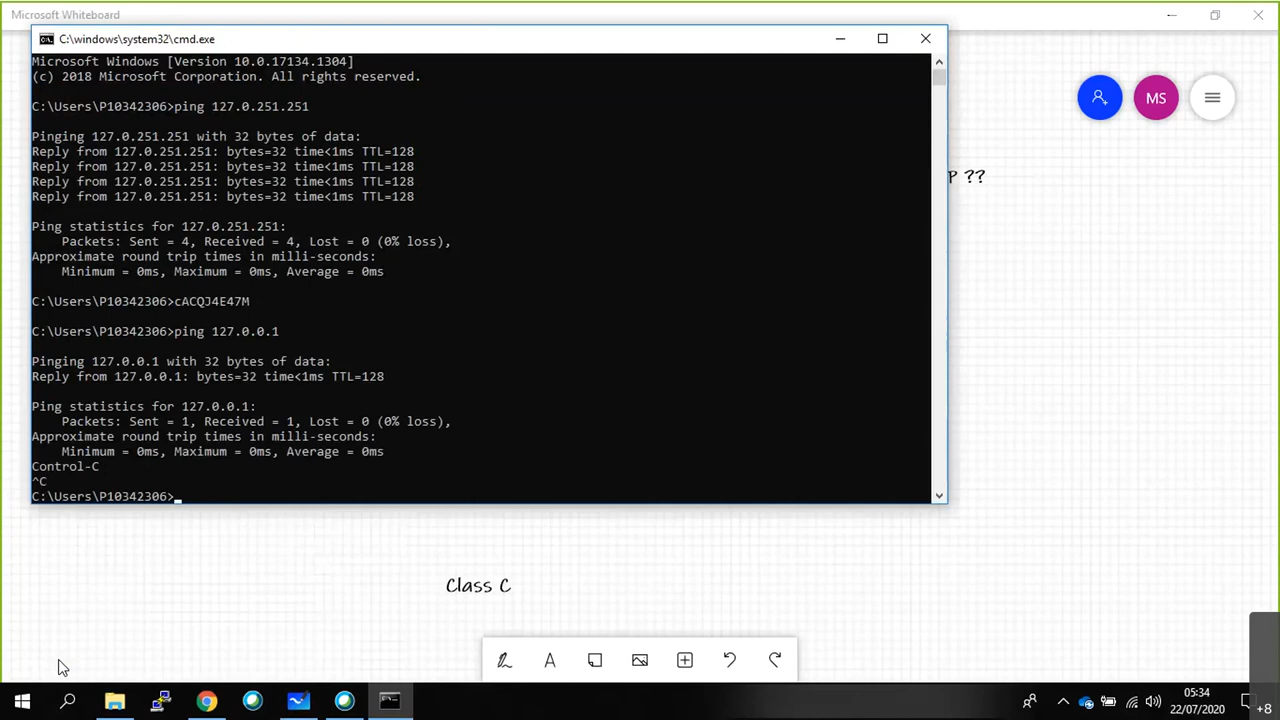 Microsoft Whiteboard
C:\windows\system32\cmd.exe
Microsoft Windows [Version 10.0.17134.1304]
(c) 2018 Microsoft Corporation. All rights reserved.
C:\Users\P10342306>ping 127.0.251.251
Pinging 127.0.251.251 with 32 bytes of data:
Reply from 127.0.251.251: bytes=32 time<1ms TTL=128
Reply from 127.0.251.251: bytes=32 time<1ms TTL=128
Reply from 127.0.251.251: bytes=32 time<1ms TTL=128
Reply from 127.0.251.251: bytes=32 time<1ms TTL=128
Ping statistics for 127.0.251.251:
    Packets: Sent = 4, Received = 4, Lost = 0 (0% loss),
Approximate round trip times in milli-seconds:
    Minimum = 0ms, Maximum = 0ms, Average = 0ms
C:\Users\P10342306>cACQJ4E47M
C:\Users\P10342306>ping 127.0.0.1
Pinging 127.0.0.1 with 32 bytes of data:
Reply from 127.0.0.1: bytes=32 time<1ms TTL=128
Ping statistics for 127.0.0.1:
    Packets: Sent = 1, Received = 1, Lost = 0 (0% loss),
Approximate round trip times in milli-seconds:
    Minimum = 0ms, Maximum = 0ms, Average = 0ms
Control-C
^C
C:\Users\P10342306>
MS
P ??
Class C
A
05:34
22/07/2020
+8